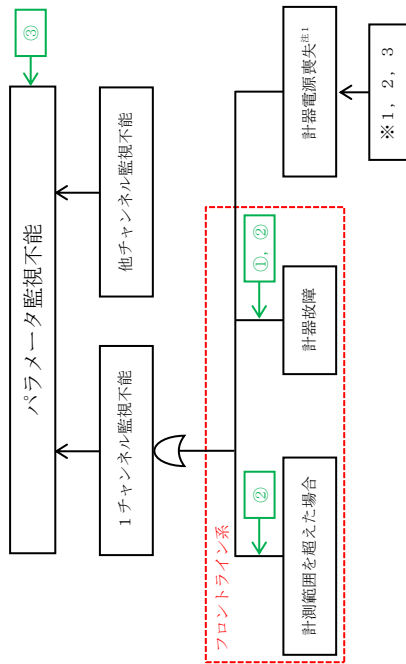 パラメータ監視不能
③
1チャンネル監視不能
他チャンネル監視不能
フロントライン系
②
①，②
計測範囲を超えた場合
計器故障
計器電源喪失注1
※1，2，3